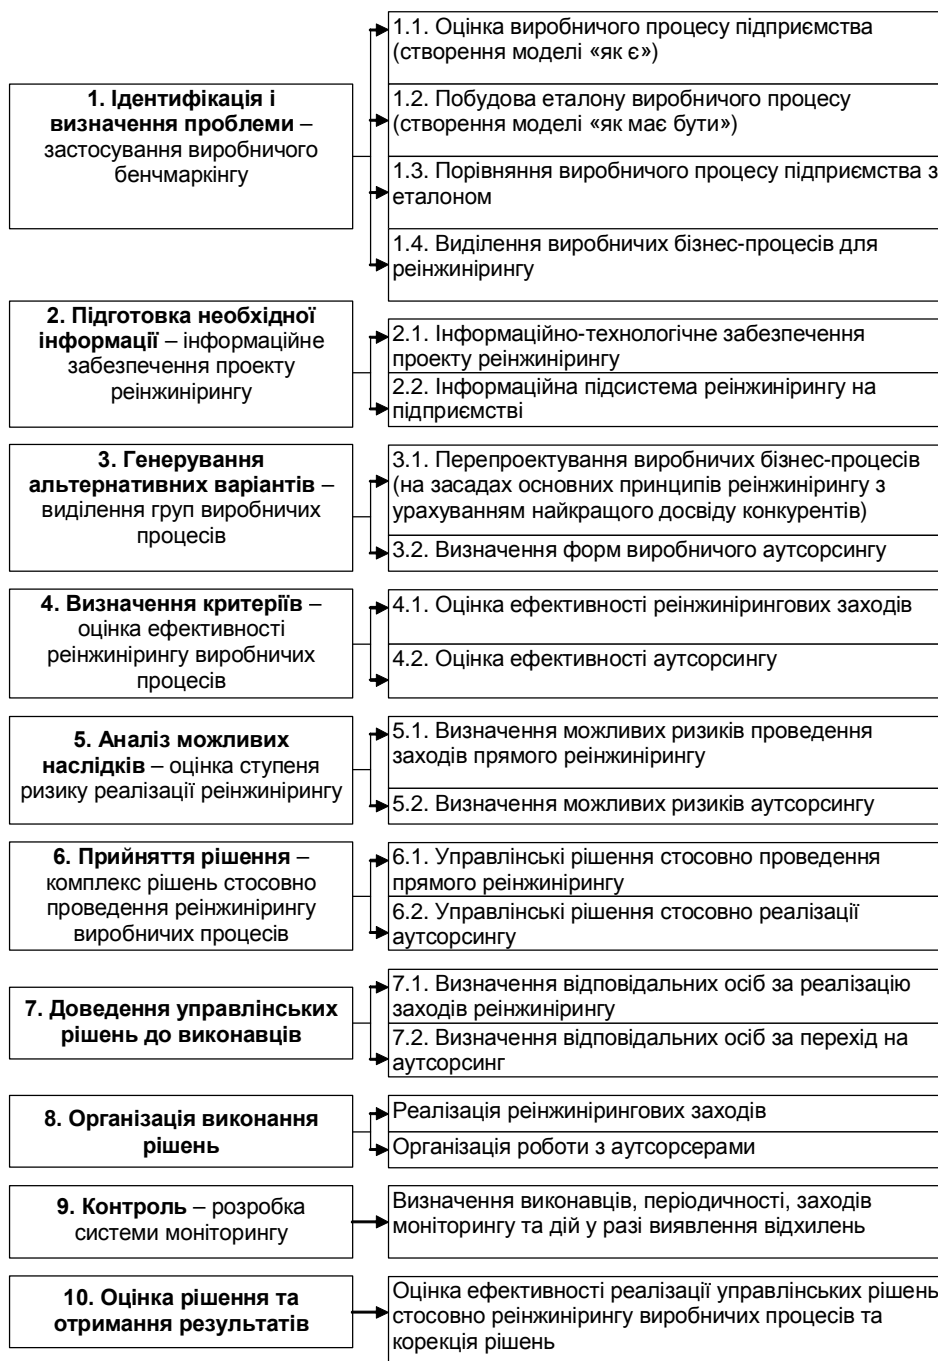 1. Ідентифікація і
визначення проблеми –
застосування виробничого
бенчмаркінгу
1.1. Оцінка виробничого процесу підприємства
(створення моделі «як є»)
1.2. Побудова еталону виробничого процесу
(створення моделі «як має бути»)
1.3. Порівняння виробничого процесу підприємства з
еталоном
1.4. Виділення виробничих бізнес-процесів для
реінжинірингу
2. Підготовка необхідної
інформації – інформаційне
забезпечення проекту
реінжинірингу
2.1. Інформаційно-технологічне забезпечення
проекту реінжинірингу
2.2. Інформаційна підсистема реінжинірингу на
підприємстві
3. Генерування
альтернативних варіантів –
виділення груп виробничих
процесів
3.1. Перепроектування виробничих бізнес-процесів
(на засадах основних принципів реінжинірингу з
урахуванням найкращого досвіду конкурентів)
3.2. Визначення форм виробничого аутсорсингу
4. Визначення критеріїв –
оцінка ефективності
реінжинірингу виробничих
процесів
4.1. Оцінка ефективності реінжинірингових заходів
4.2. Оцінка ефективності аутсорсингу
5. Аналіз можливих
наслідків – оцінка ступеня
ризику реалізації реінжинірингу
5.1. Визначення можливих ризиків проведення
заходів прямого реінжинірингу
5.2. Визначення можливих ризиків аутсорсингу
6. Прийняття рішення –
комплекс рішень стосовно
проведення реінжинірингу
виробничих процесів
6.1. Управлінські рішення стосовно проведення
прямого реінжинірингу
6.2. Управлінські рішення стосовно реалізації
аутсорсингу
7. Доведення управлінських
рішень до виконавців
7.1. Визначення відповідальних осіб за реалізацію
заходів реінжинірингу
7.2. Визначення відповідальних осіб за перехід на
аутсорсинг
8. Організація виконання
рішень
Реалізація реінжинірингових заходів
Організація роботи з аутсорсерами
9. Контроль – розробка
системи моніторингу
Визначення виконавців, періодичності, заходів
моніторингу та дій у разі виявлення відхилень
10. Оцінка рішення та
отримання результатів
Оцінка ефективності реалізації управлінських рішень
стосовно реінжинірингу виробничих процесів та
корекція рішень